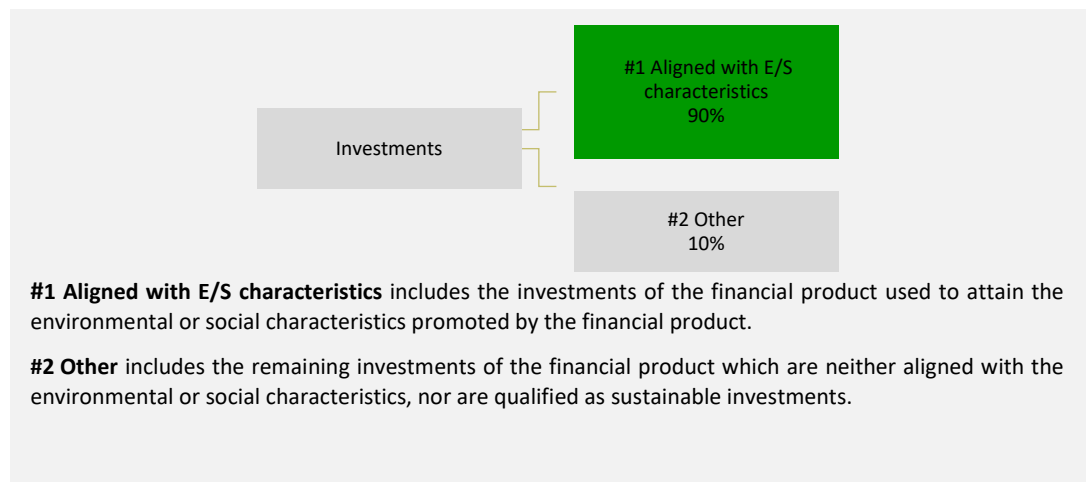 #1 Aligned with E/S
characteristics
90%
Investments
#2 Other
10%
#1 Aligned with E/S characteristics includes the investments of the financial product used to attain the
environmental or social characteristics promoted by the financial product.
#2 Other includes the remaining investments of the financial product which are neither aligned with the
environmental or social characteristics, nor are qualified as sustainable investments.